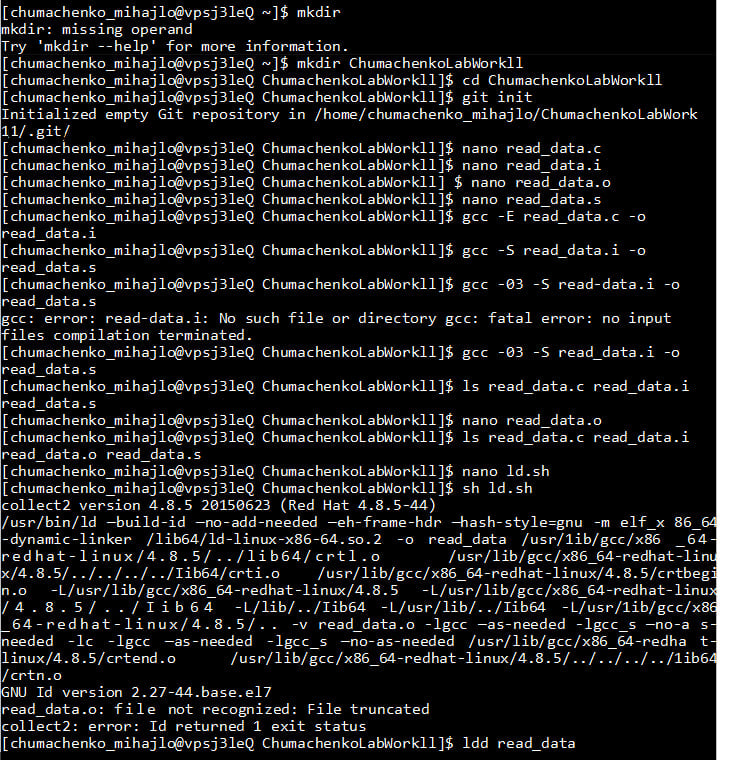 [chumachenko_mihajlo@vpsj3leQ ~]$ mkdir
mkdir: missing operand
Try 'mkdir --help' for more information.
[chumachenko_mihajlo@vpsj3leQ ~]$ mkdir ChumachenkoLabWorkll
[chumachenko_mihajlo@vpsj3leQ ChumachenkoLabWorkll]$ cd ChumachenkoLabWorkll
[chumachenko_mihajlo@vpsj3leQ ChumachenkoLabWorkll]$ git init
Initialized empty Git repository in /home/chumachenko_mihajlo/ChumachenkoLabWork
11/.git/
[chumachenko_mihajlo@vpsj3leQ ChumachenkoLabWorkll]$ nano read_data.c
[chumachenko_mihajlo@vpsj3leQ ChumachenkoLabWorkll]$ nano read_data.i
[chumachenko_mihajlo@vpsj3leQ ChumachenkoLabWorkll] $ nano read_data.o
[chumachenko_mihajlo@vpsj3leQ ChumachenkoLabWorkll]$ nano read_data.s
[chumachenko_mihajlo@vpsj3leQ ChumachenkoLabWorkll]$ gcc -E read_data.c -o
read_data.i
[chumachenko_mihajlo@vpsj3leQ ChumachenkoLabWorkll]$ gcc -S read_data.i -o
read_data.s
[chumachenko_mihajlo@vpsj3leQ ChumachenkoLabWorkll]$ gcc -03 -S read-data.i -o
read_data.s
gcc: error: read-data.i: No such file or directory gcc: fatal error: no input
files compilation terminated.
[chumachenko_mihajlo@vpsj3leQ ChumachenkoLabWorkll]$ gcc -03 -S read_data.i -o
read_data.s
[chumachenko_mihajlo@vpsj3leQ ChumachenkoLabWorkll]$ ls read_data.c read_data.i
read_data.s
[chumachenko_mihajlo@vpsj3leQ ChumachenkoLabWorkll]$ nano read_data.o
[chumachenko_mihajlo@vpsj3leQ ChumachenkoLabWorkll]$ ls read_data.c read_data.i
read_data.o read_data.s
[chumachenko_mihajlo@vpsj3leQ ChumachenkoLabWorkll]$ nano ld.sh
[chumachenko_mihajlo@vpsj3leQ ChumachenkoLabWorkll]$ sh ld.sh
collect2 version 4.8.5 20150623 (Red Hat 4.8.5-44)
/usr/bin/ld —build-id —no-add-needed —eh-frame-hdr —hash-style=gnu -m elf_x 86_64
-dynamic-linker /lib64/ld-linux-x86-64.so.2 -o read_data /usr/1ib/gcc/x86 _64-
redhat-linux/4.8.5/../lib64/crtl.o /usr/lib/gcc/x86_64-redhat-linu
x/4.8.5/../../../../Iib64/crti.o /usr/lib/gcc/x86_64-redhat-linux/4.8.5/crtbegi
n.o -L/usr/lib/gcc/x86_64-redhat-linux/4.8.5 -L/usr/lib/gcc/x86_64-redhat-linux
/4.8.5/../Iib64 -L/lib/../Iib64 -L/usr/lib/../Iib64 -L/usr/1ib/gcc/x86
_64-redhat-linux/4.8.5/.. -v read_data.o -lgcc —as-needed -lgcc_s —no-a s-
needed -lc -lgcc —as-needed -lgcc_s —no-as-needed /usr/lib/gcc/x86_64-redha t-
linux/4.8.5/crtend.o /usr/lib/gcc/x86_64-redhat-linux/4.8.5/../../../../1ib64
/crtn.o
GNU Id version 2.27-44.base.el7
read_data.o: file not recognized: File truncated
collect2: error: Id returned 1 exit status
[chumachenko_mihajlo@vpsj3leQ ChumachenkoLabWorkll]$ ldd read_data